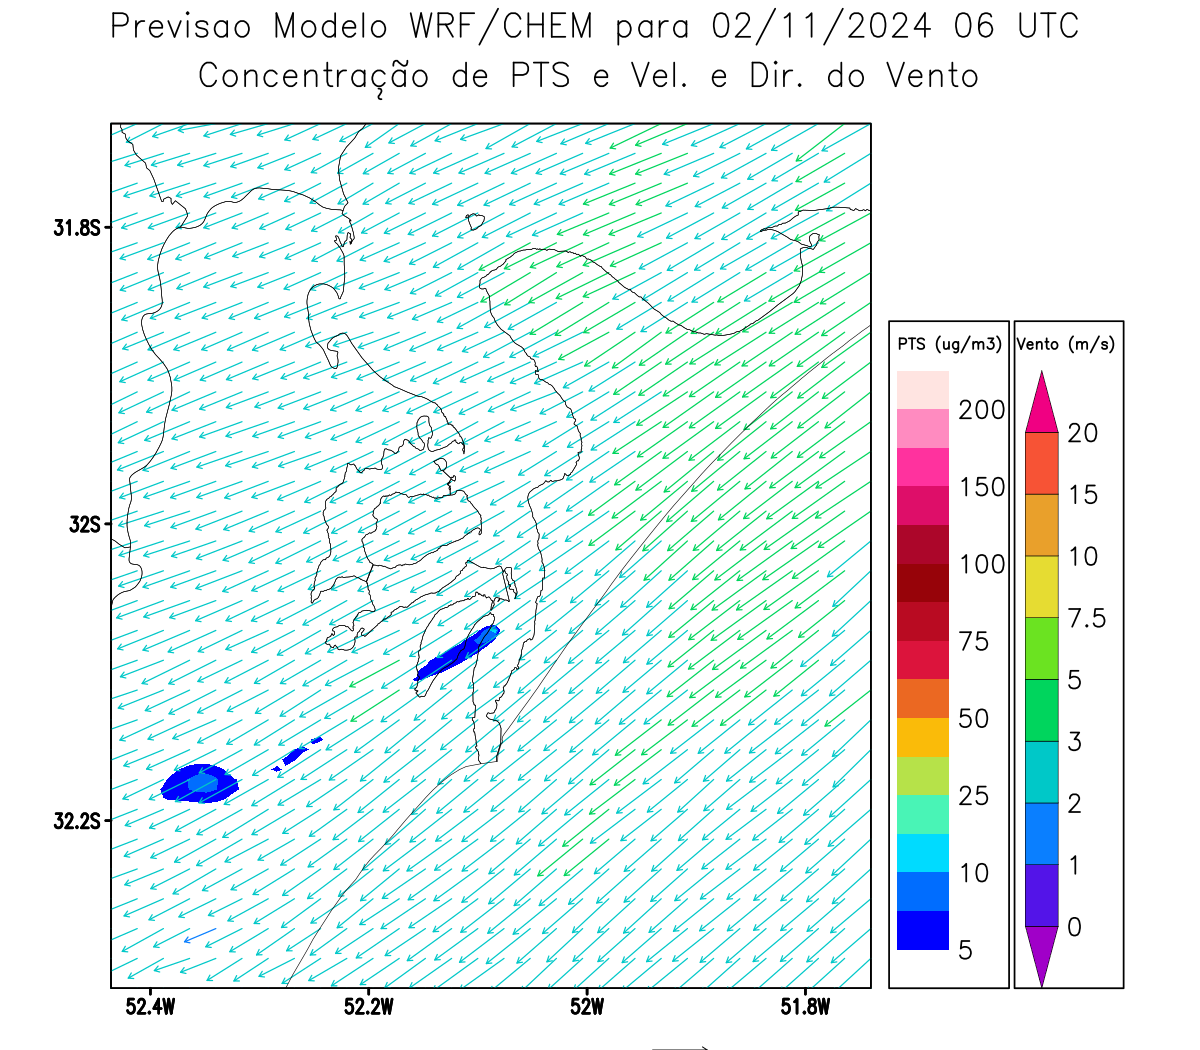 Previsao Modelo WRF/CHEM para 02/11/2024 06 UTC
Concentração de PTS e Vel. e Dir. do Vento
31.8S
32S
32.2S
52.4W
52.2W
52W
51.8W
PTS (ug/m3)
200
150
100
75
50
25
10
5
Vento (m/s)
20
15
10
7.5
5
3
2
1
0